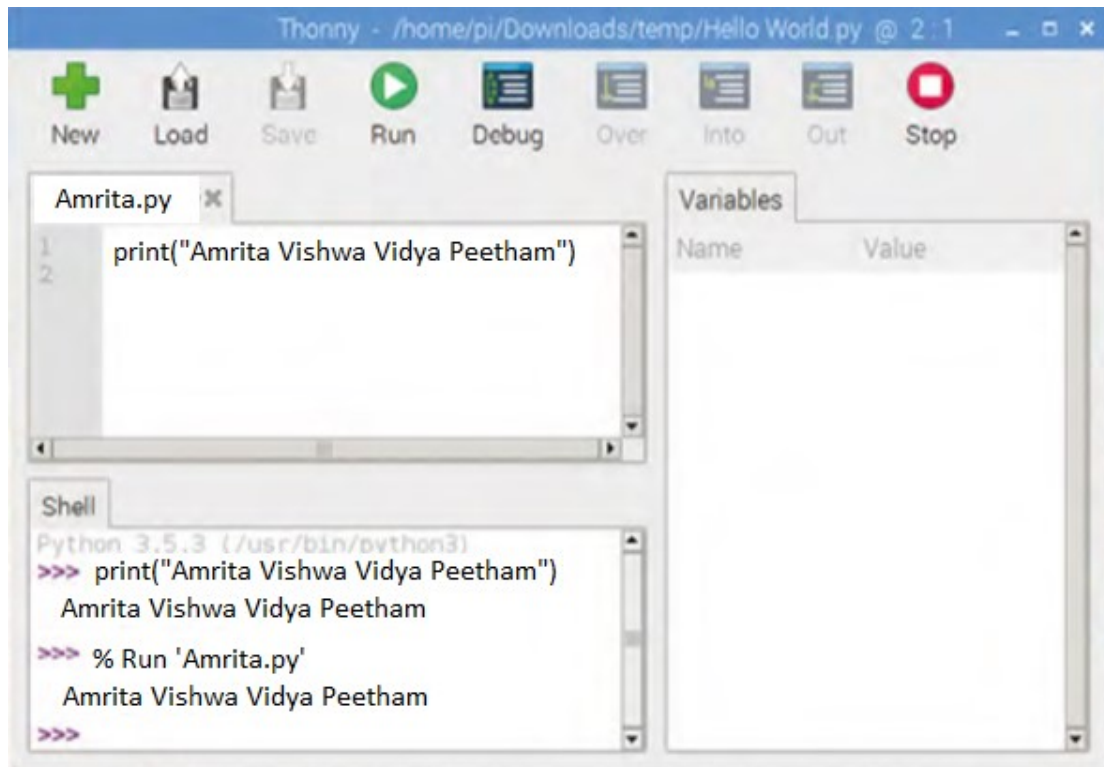 Thonny - /home/pi/Downloads/temp/Hello World.py @ 2:1
New Load Save Run Debug Over Into Out Stop
Amrita.py
1 print("Amrita Vishwa Vidya Peetham")
2
Variables
Name Value
Shell
Python 3.5.3 (/usr/bin/python3)
>>> print("Amrita Vishwa Vidya Peetham")
Amrita Vishwa Vidya Peetham
>>> % Run 'Amrita.py'
Amrita Vishwa Vidya Peetham
>>>